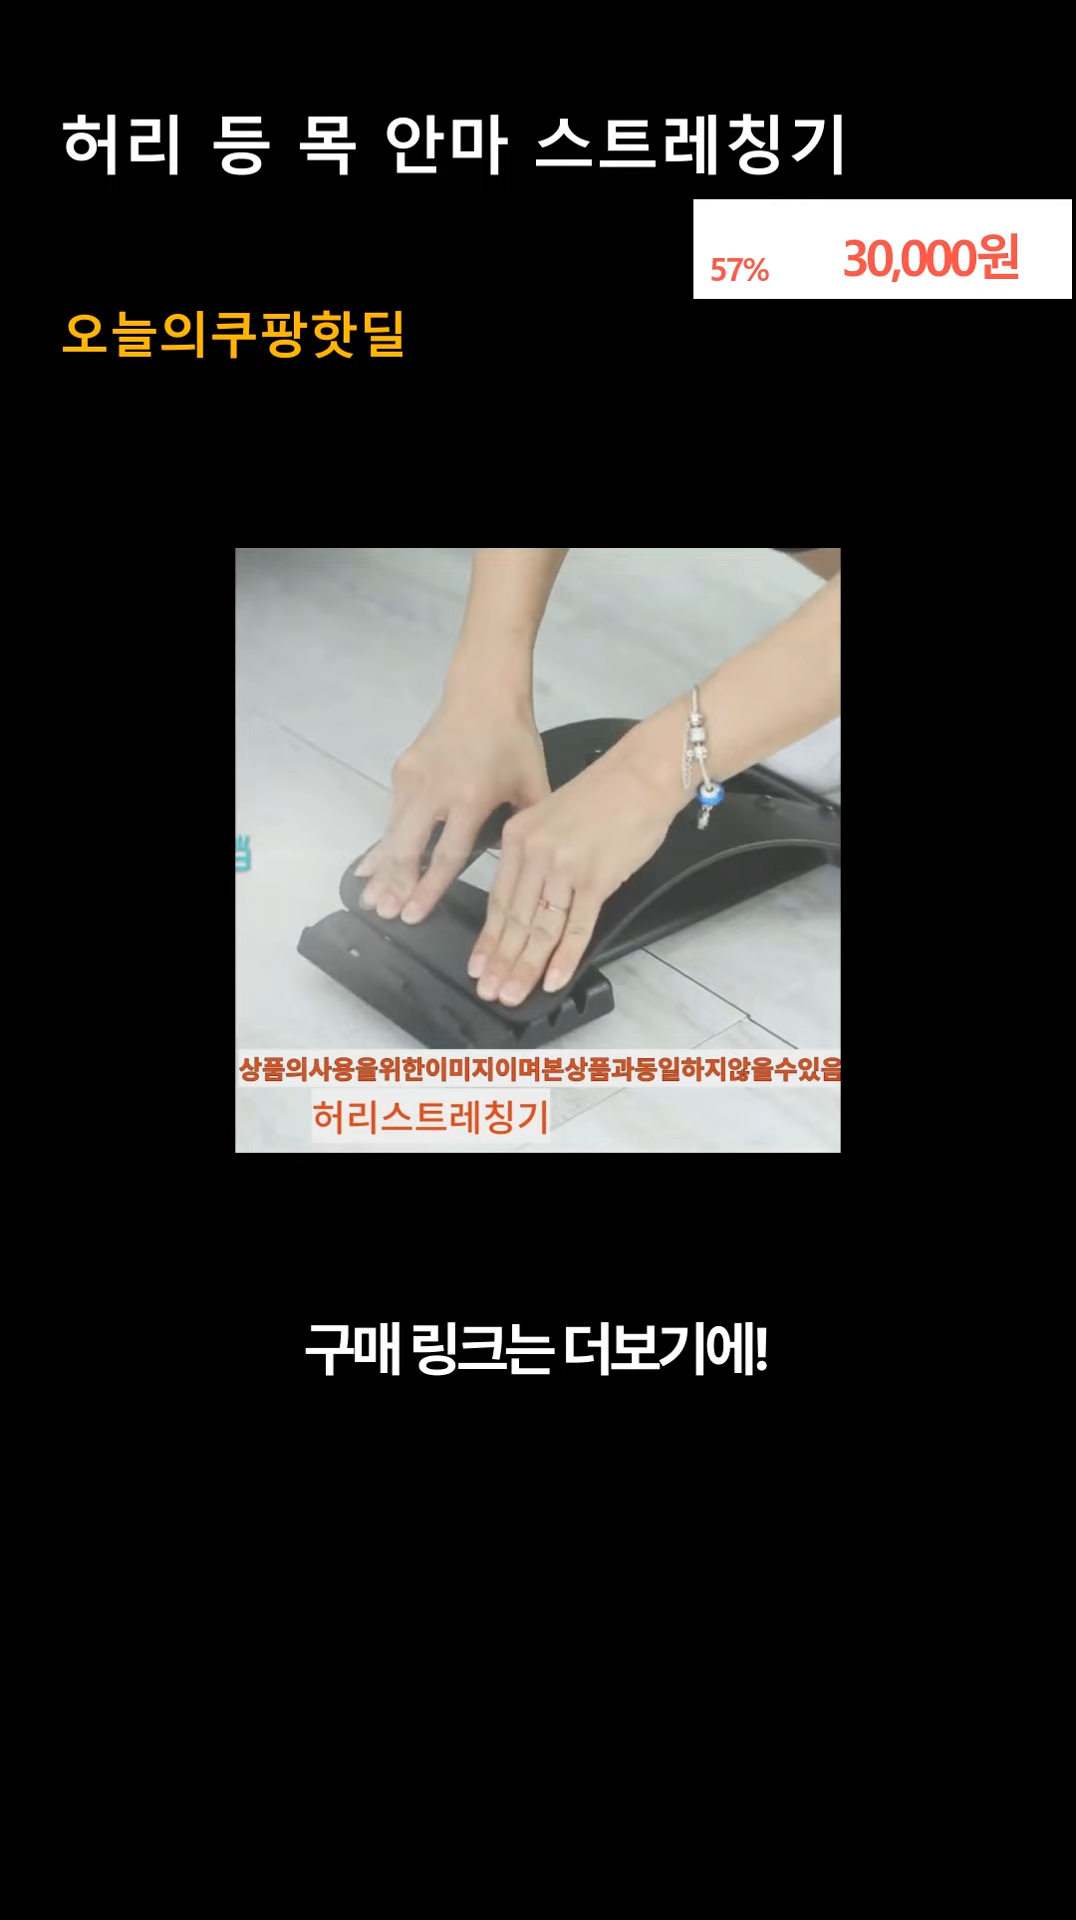 허리 등 목 안마 스트레칭기
57% 30,000원
오늘의쿠팡핫딜
상품의사용을위한이미지이며본상품과동일하지않을수있음
허리스트레칭기
구매 링크는 더보기에!